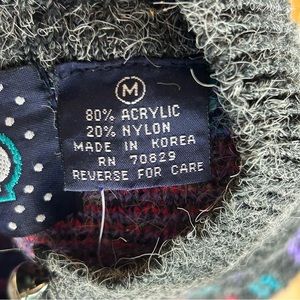 M
80% ACRYLIC
20% NYLON
MADE IN KOREA
RN 70829
REVERSE FOR CARE